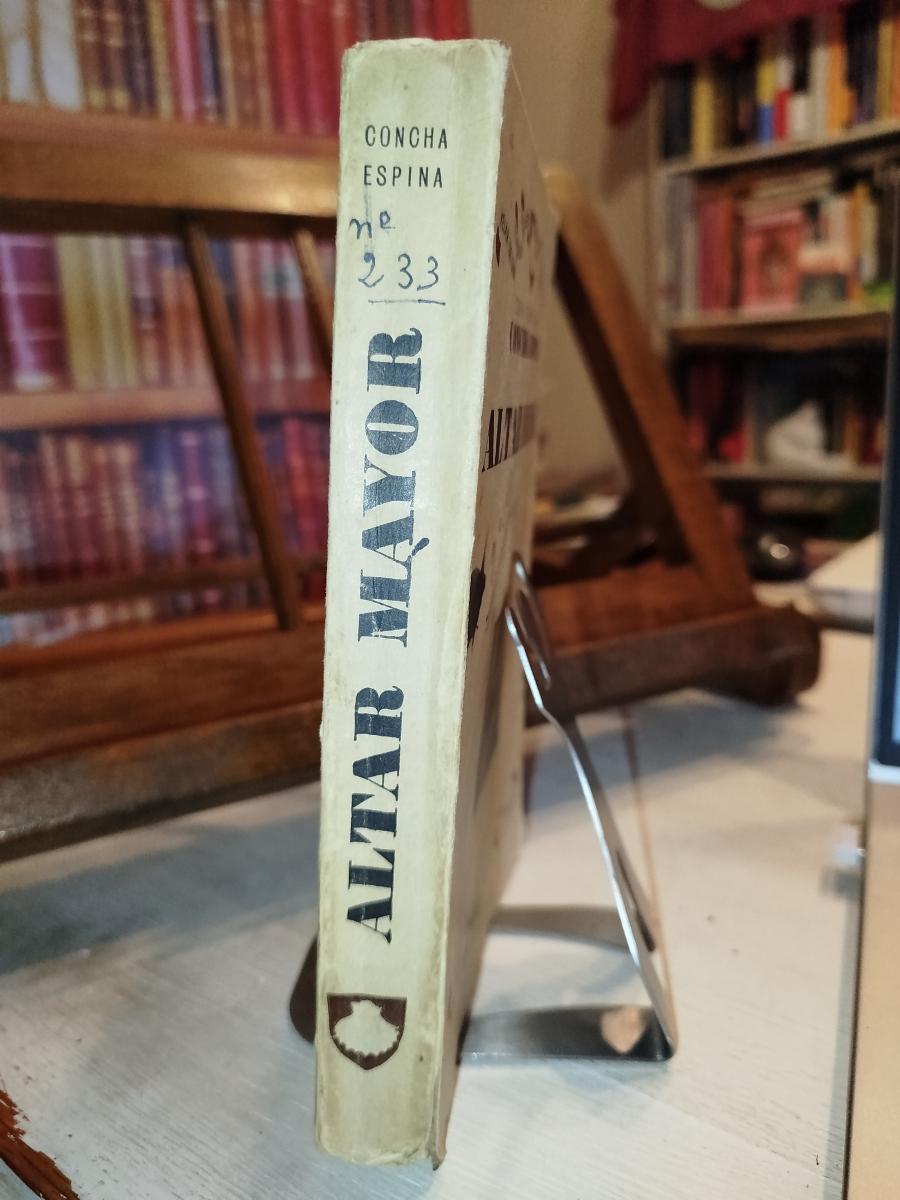 CONCHA
ESPINA
nº
233
ALTAR MAYOR